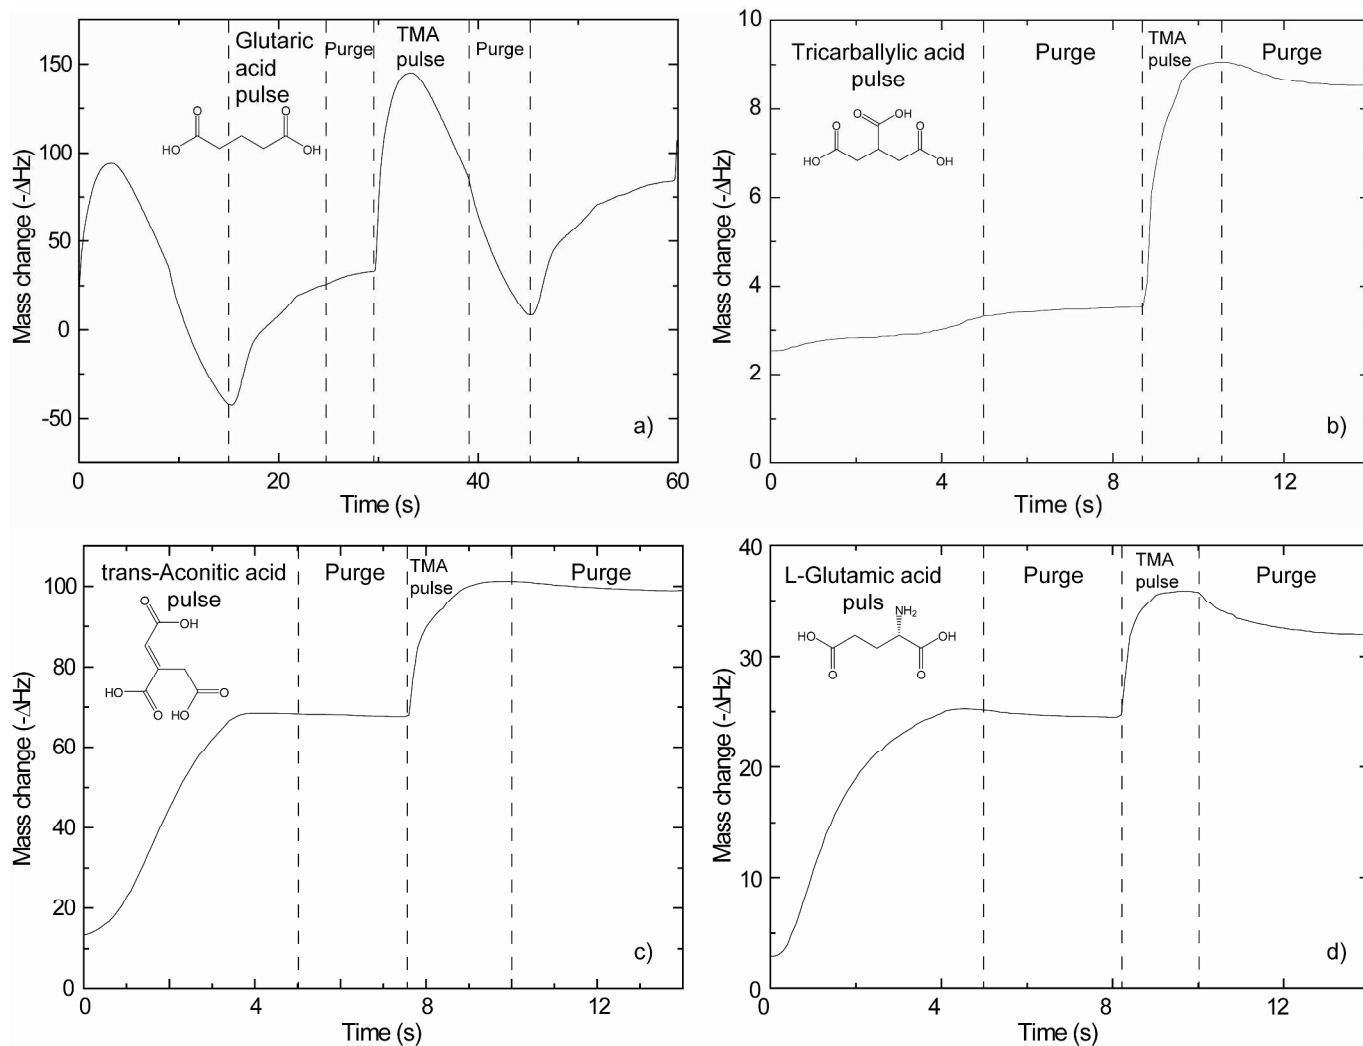 Glutaric
acid
pulse
Purge
TMA
pulse
Purge
O
O
HO
OH
150
100
50
0
-50
Mass change (-ΔHz)
a)
0
20
40
60
Time (s)
Tricarballylic acid
pulse
Purge
TMA
pulse
Purge
O
OH
O
O
HO
OH
10
8
6
4
2
0
Mass change (-ΔHz)
b)
0
4
8
12
Time (s)
trans-Aconitic acid
pulse
Purge
TMA
pulse
Purge
O
OH
HO
O
O
HO
100
80
60
40
20
0
Mass change (-ΔHz)
c)
0
4
8
12
Time (s)
L-Glutamic acid
puls
Purge
TMA
pulse
Purge
NH2
HO
OH
O
O
40
30
20
10
0
Mass change (-ΔHz)
d)
0
4
8
12
Time (s)